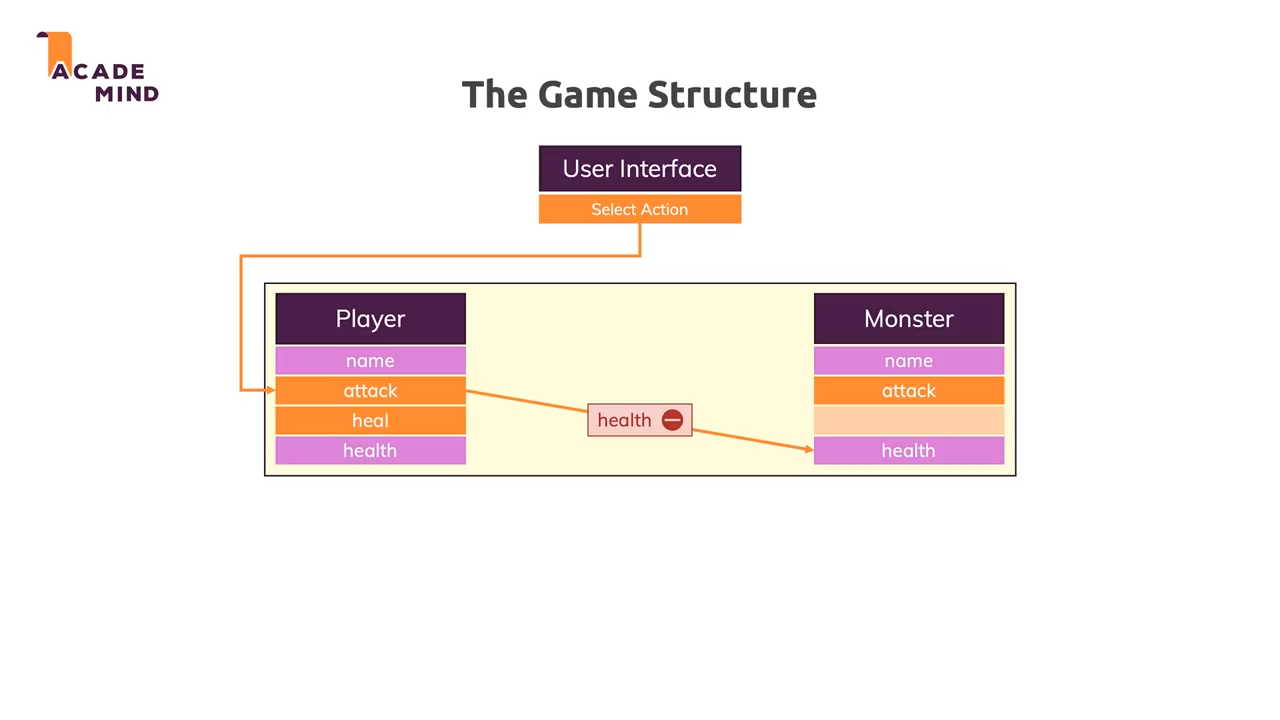 ACADE
MIND
The Game Structure
User Interface
Select Action
Player
name
attack
heal
health
health
Monster
name
attack
health